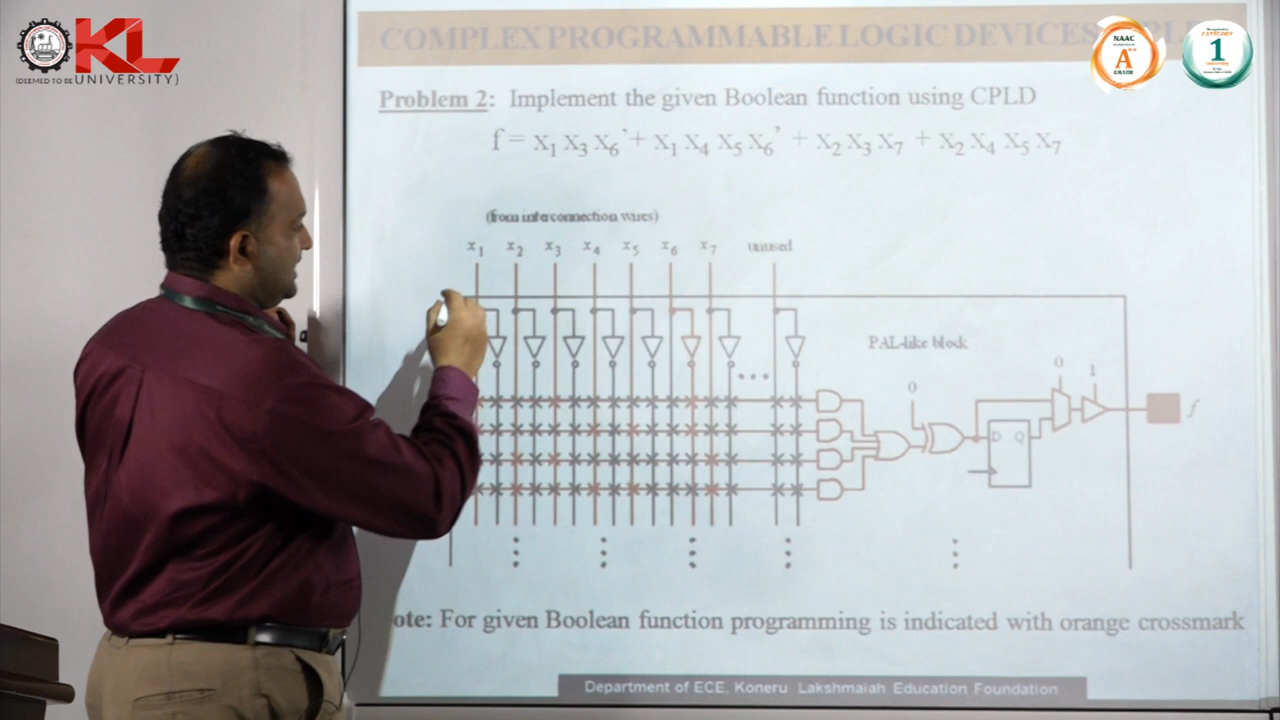 KL
(DEEMED TO BE UNIVERSITY)
COMPLEX PROGRAMMABLE LOGIC DEVICES
NAAC
A++
GRADE
CATEGORY
1
Problem 2: Implement the given Boolean function using CPLD
f = X1 X3 X6’ + X1 X4 X5 X6’ + X2 X3 X7 + X2 X4 X5 X7
(from interconnection wires)
x1 x2 x3 x4 x5 x6 x7 unused
PAL-like block
0
0 1
D Q
f
ote: For given Boolean function programming is indicated with orange crossmark
Department of ECE, Koneru Lakshmaiah Education Foundation